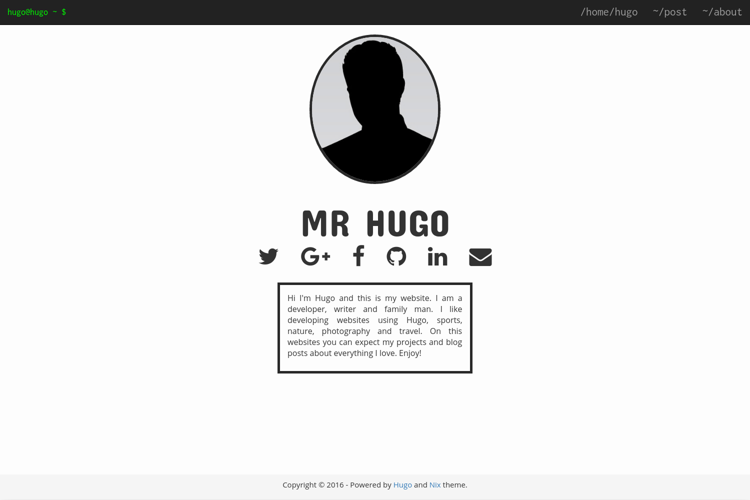 hugo@hugo ~ $
/home/hugo ~/post ~/about
MR HUGO
Hi I'm Hugo and this is my website. I am a
developer, writer and family man. I like
developing websites using Hugo, sports,
nature, photography and travel. On this
websites you can expect my projects and blog
posts about everything I love. Enjoy!
Copyright © 2016 - Powered by Hugo and Nix theme.